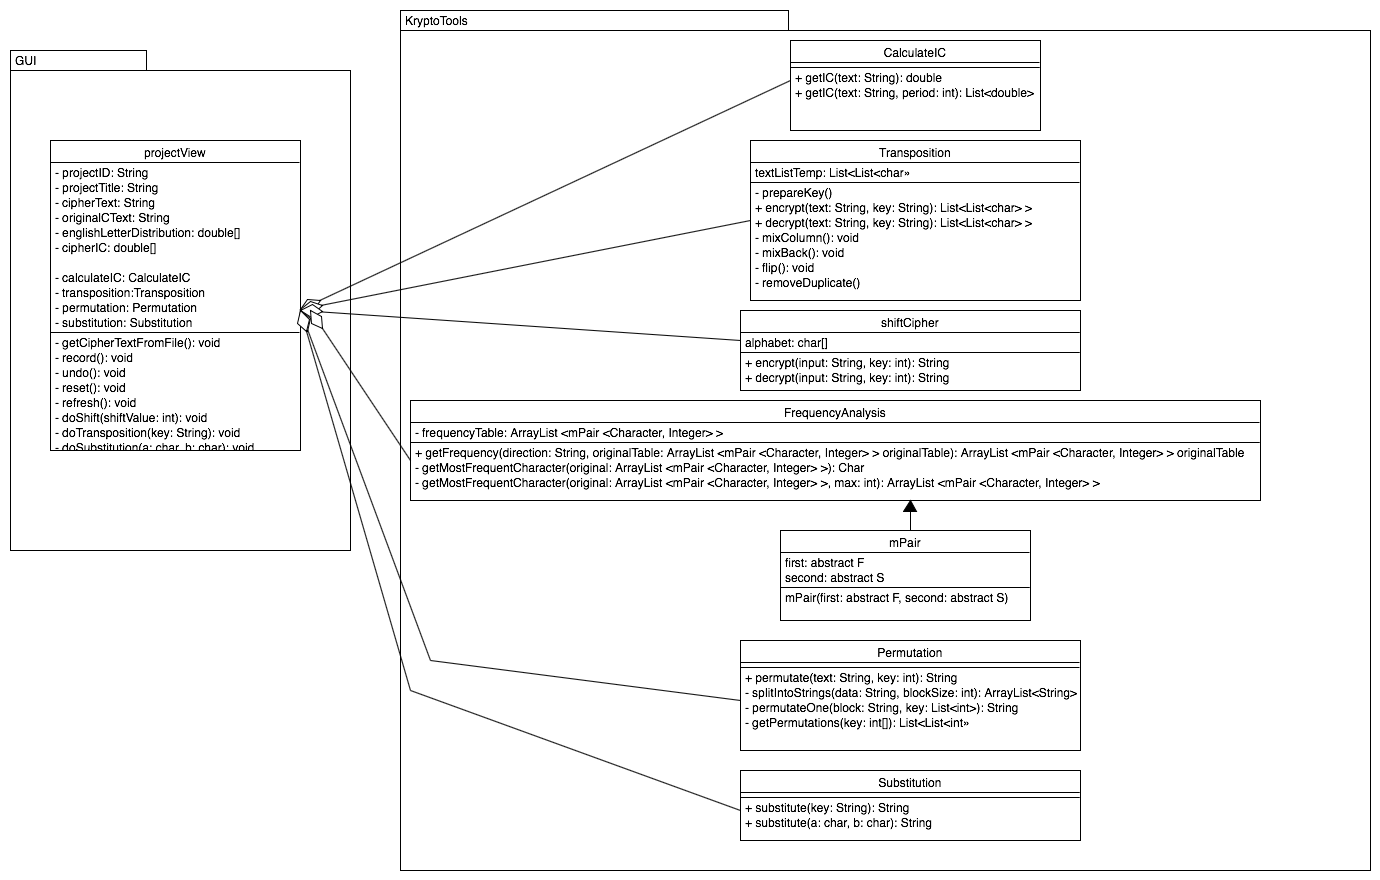 GUI
projectView
- projectID: String
- projectTitle: String
- cipherText: String
- originalCText: String
- englishLetterDistribution: double[]
- cipherIC: double[]
- calculateIC: CalculateIC
- transposition:Transposition
- permutation: Permutation
- substitution: Substitution
- getCipherTextFromFile(): void
- record(): void
- undo(): void
- reset(): void
- refresh(): void
- doShift(shiftValue: int): void
- doTransposition(key: String): void
- doSubstitution(a: char, b: char): void
KryptoTools
CalculateIC
+ getIC(text: String): double
+ getIC(text: String, period: int): List<double>
Transposition
textListTemp: List<List<char»
- prepareKey()
+ encrypt(text: String, key: String): List<List<char> >
+ decrypt(text: String, key: String): List<List<char> >
- mixColumn(): void
- mixBack(): void
- flip(): void
- removeDuplicate()
shiftCipher
alphabet: char[]
+ encrypt(input: String, key: int): String
+ decrypt(input: String, key: int): String
FrequencyAnalysis
- frequencyTable: ArrayList <mPair <Character, Integer> >
+ getFrequency(direction: String, originalTable: ArrayList <mPair <Character, Integer> > originalTable): ArrayList <mPair <Character, Integer> > originalTable
- getMostFrequentCharacter(original: ArrayList <mPair <Character, Integer> >): Char
- getMostFrequentCharacter(original: ArrayList <mPair <Character, Integer> >, max: int): ArrayList <mPair <Character, Integer> >
mPair
first: abstract F
second: abstract S
mPair(first: abstract F, second: abstract S)
Permutation
+ permutate(text: String, key: int): String
- splitIntoStrings(data: String, blockSize: int): ArrayList<String>
- permutateOne(block: String, key: List<int>): String
- getPermutations(key: int[]): List<List<int»
Substitution
+ substitute(key: String): String
+ substitute(a: char, b: char): String